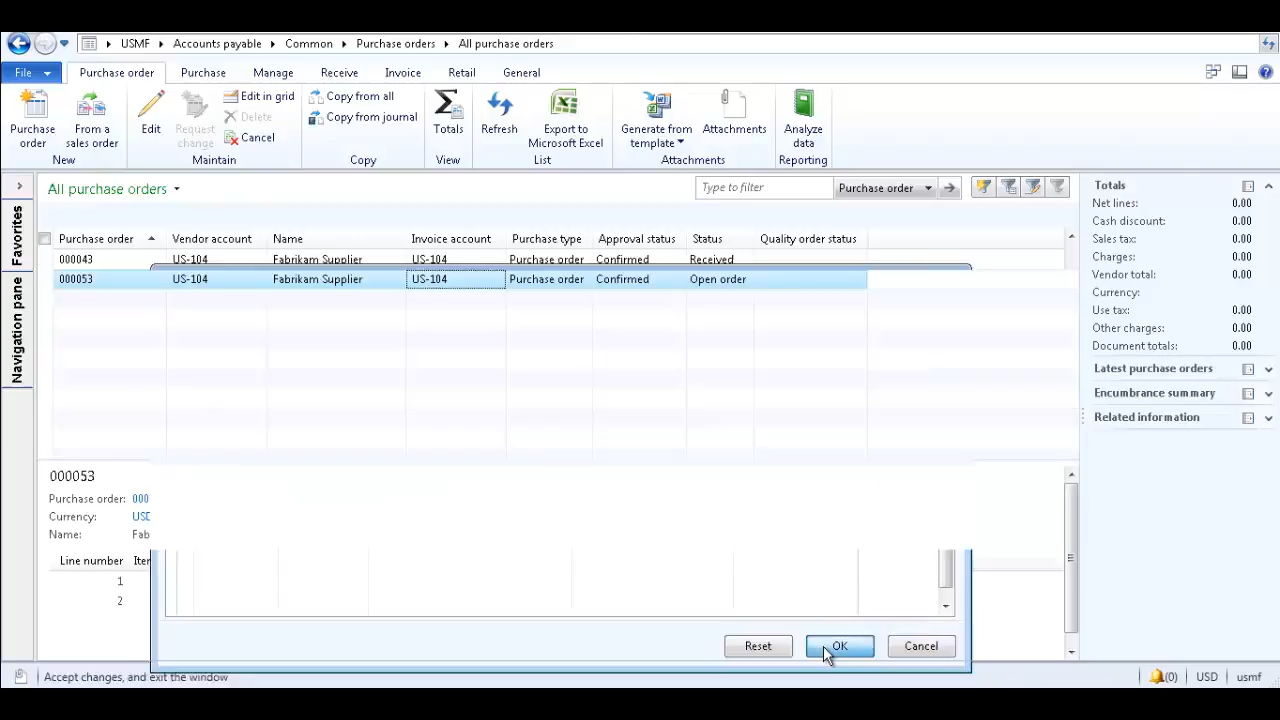 USMF Accounts payable Common Purchase orders All purchase orders
File Purchase order Purchase Manage Receive Invoice Retail General
Purchase order
From a sales order
New
Edit
Request change
Edit in grid
Delete
Cancel
Maintain
Copy from all
Copy from journal
Copy
Totals
View
Refresh
Export to Microsoft Excel
List
Generate from template
Attachments
Attachments
Analyze data
Reporting
Favorites
Navigation pane
All purchase orders
Type to filter Purchase order
Purchase order Vendor account Name Invoice account Purchase type Approval status Status Quality order status
000043 US-104 Fabrikam Supplier US-104 Purchase order Confirmed Received
000053 US-104 Fabrikam Supplier US-104 Purchase order Confirmed Open order
000053
Purchase order: 000
Currency: USD
Name: Fab
Line number Iter
1
2
Reset OK Cancel
Totals
Net lines: 0.00
Cash discount: 0.00
Sales tax: 0.00
Charges: 0.00
Vendor total: 0.00
Currency:
Use tax: 0.00
Other charges: 0.00
Document totals: 0.00
Latest purchase orders
Encumbrance summary
Related information
Accept changes, and exit the window (0) USD usmf